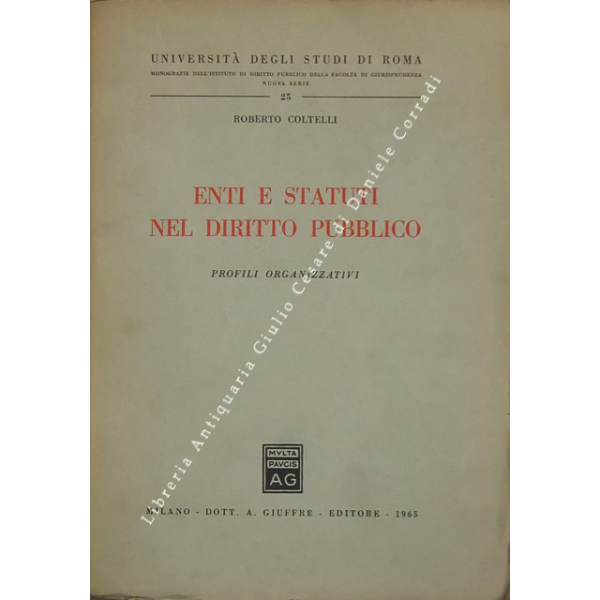 UNIVERSITÀ DEGLI STUDI DI ROMA
MONOGRAFIE DELL'ISTITUTO DI DIRITTO PUBBLICO DELLA FACOLTÀ DI GIURISPRUDENZA
NUOVA SERIE
25
ROBERTO COLTELLI
ENTI E STATUTI
NEL DIRITTO PUBBLICO
PROFILI ORGANIZZATIVI
MVLTA
PAVCIS
AG
MILANO - DOTT. A. GIUFFRÈ - EDITORE - 1965
Libreria Antiquaria Giulio Cesare di Daniele Corradi